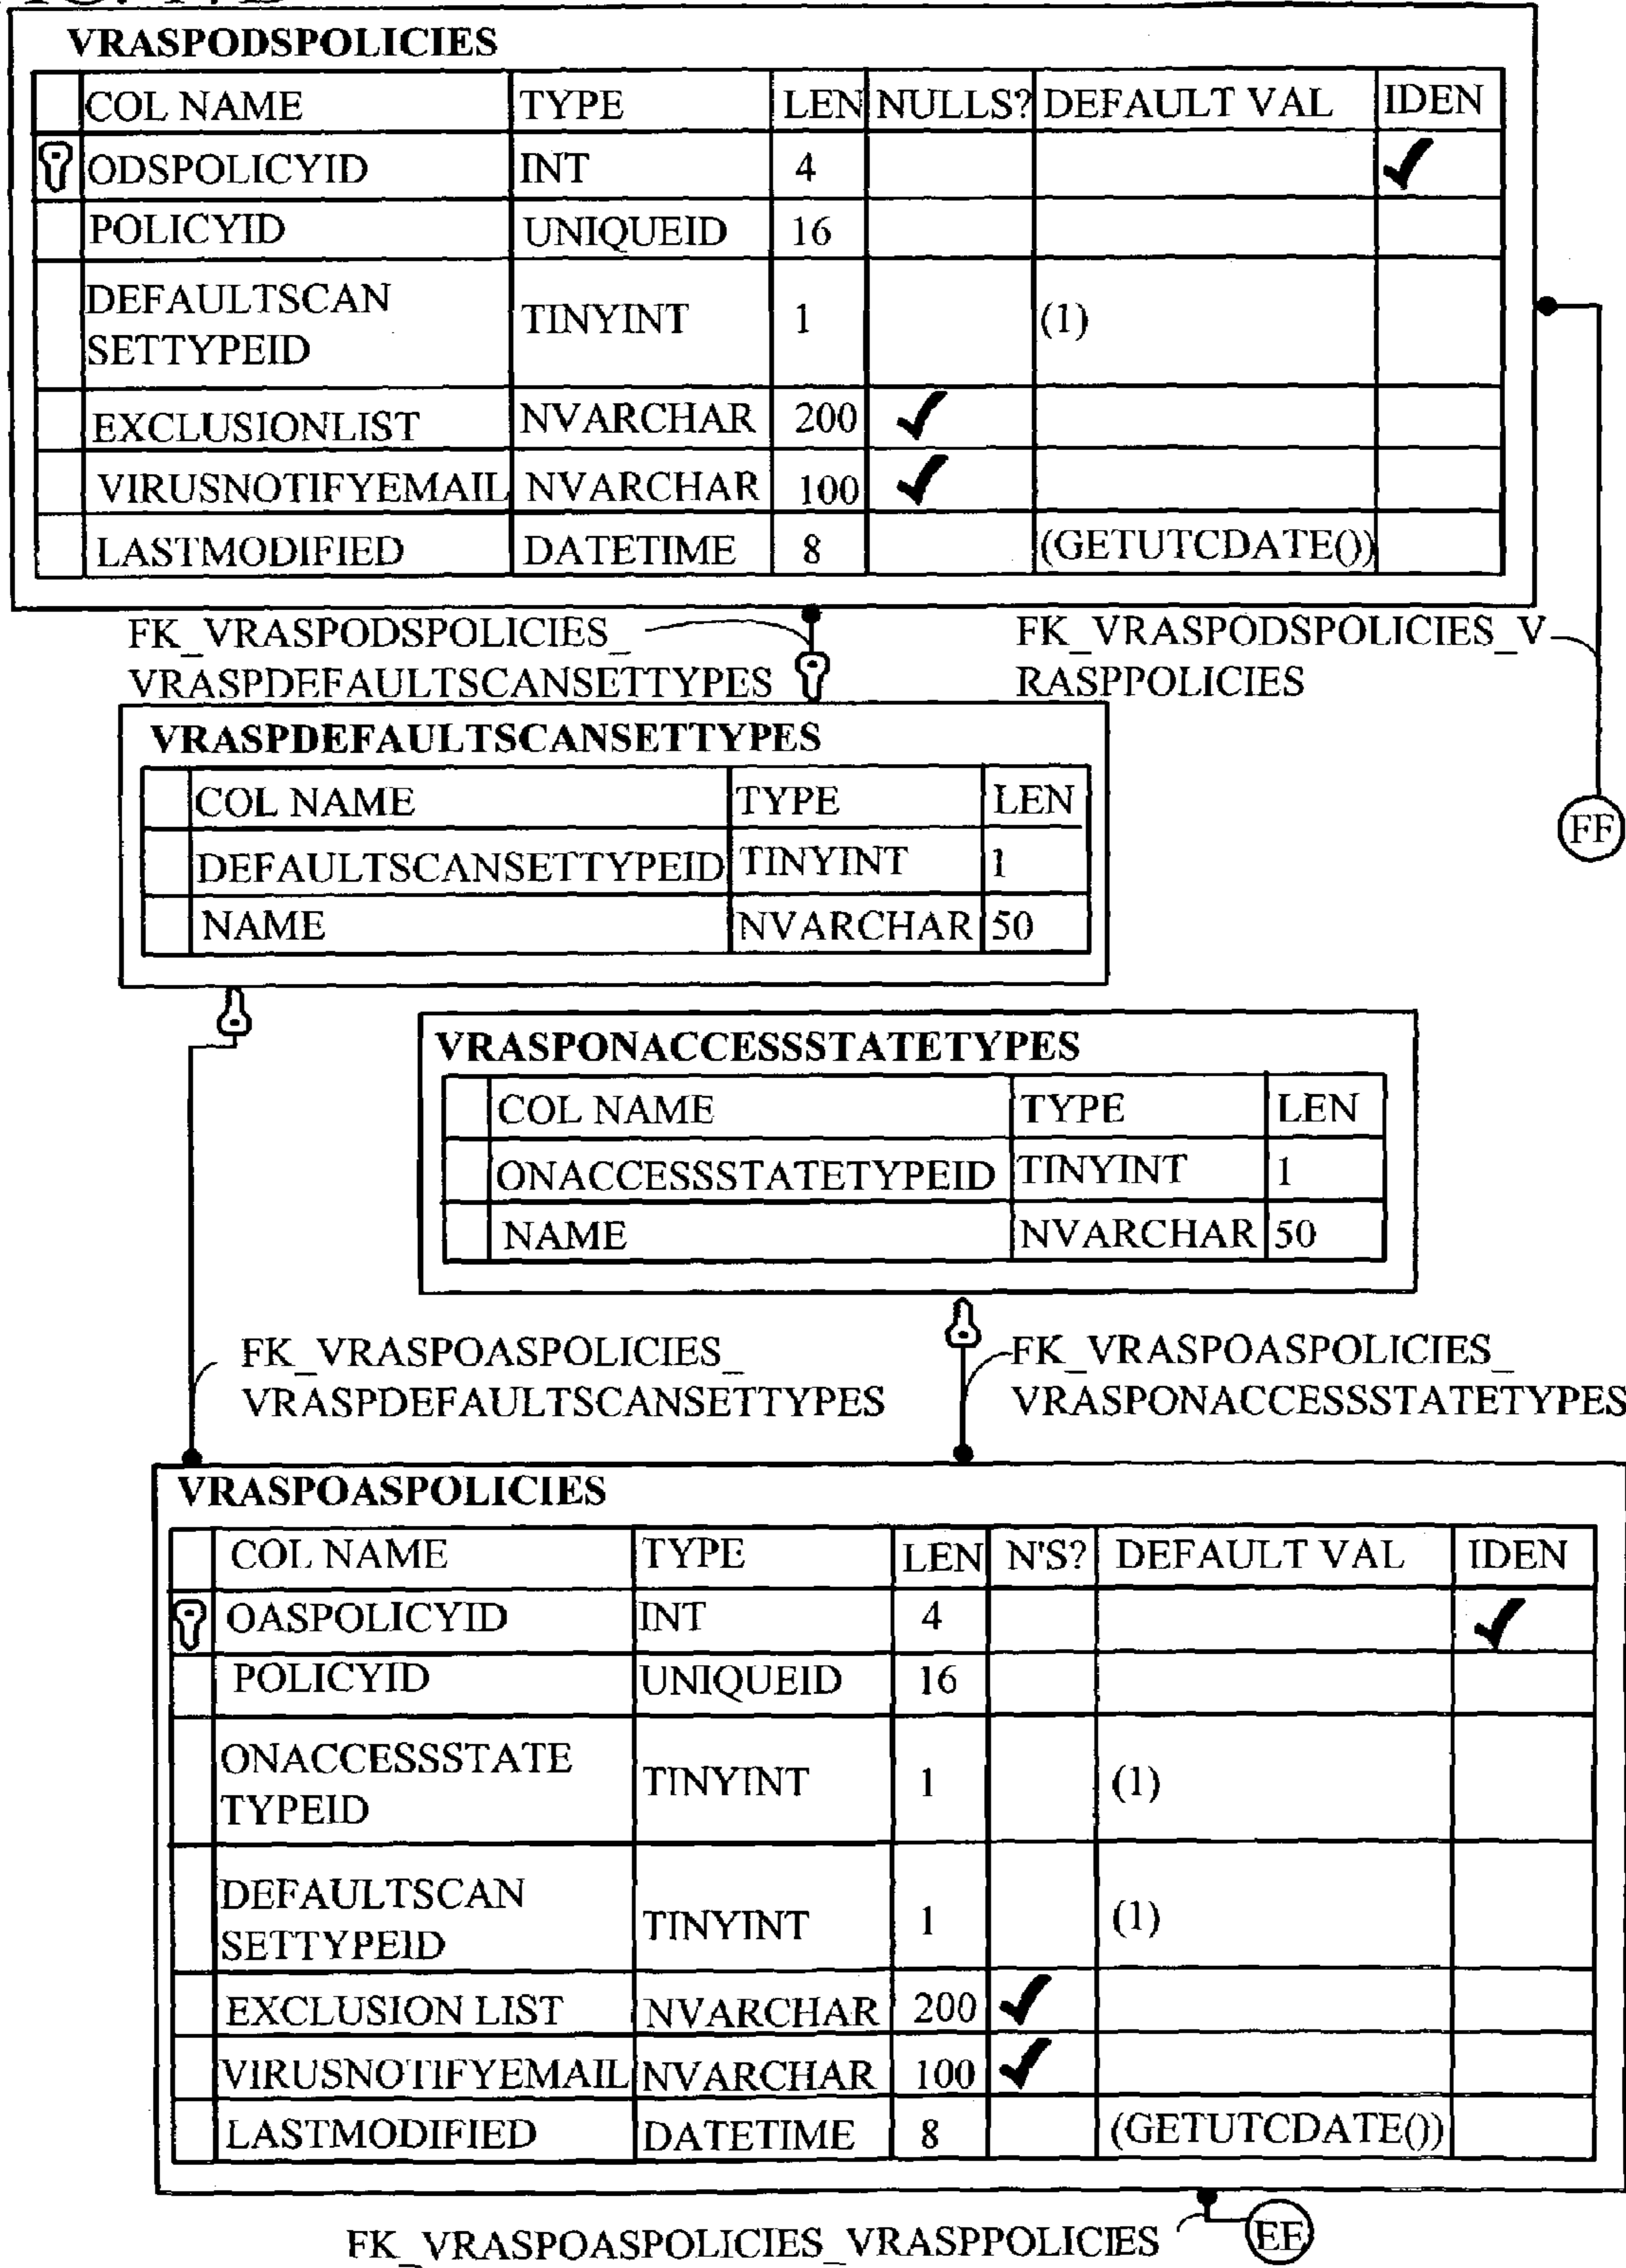 VRASPODSPOLICIES
COL NAME TYPE LEN NULLS? DEFAULT VAL IDEN
ODSPOLICYID INT 4
POLICYID UNIQUEID 16
DEFAULTSCAN
SETTYPEID TINYINT 1 (1)
EXCLUSIONLIST NVARCHAR 200
VIRUSNOTIFYEMAIL NVARCHAR 100
LASTMODIFIED DATETIME 8 (GETUTCDATE())
FK_VRASPODSPOLICIES_
VRASPDEFAULTSCANSETTYPES
FK_VRASPODSPOLICIES_V
RASPPOLICIES
VRASPDEFAULTSCANSETTYPES
COL NAME TYPE LEN
DEFAULTSCANSETTYPEID TINYINT 1
NAME NVARCHAR 50
FF
VRASPONACCESSSTATETYPES
COL NAME TYPE LEN
ONACCESSSTATETYPEID TINYINT 1
NAME NVARCHAR 50
FK_VRASPOASPOLICIES_
VRASPDEFAULTSCANSETTYPES
FK_VRASPOASPOLICIES_
VRASPONACCESSSTATETYPES
VRASPOASPOLICIES
COL NAME TYPE LEN N'S? DEFAULT VAL IDEN
OASPOLICYID INT 4
POLICYID UNIQUEID 16
ONACCESSSTATE
TYPEID TINYINT 1 (1)
DEFAULTSCAN
SETTYPEID TINYINT 1 (1)
EXCLUSION LIST NVARCHAR 200
VIRUSNOTIFYEMAIL NVARCHAR 100
LASTMODIFIED DATETIME 8 (GETUTCDATE())
FK_VRASPOASPOLICIES_VRASPPOLICIES
EE